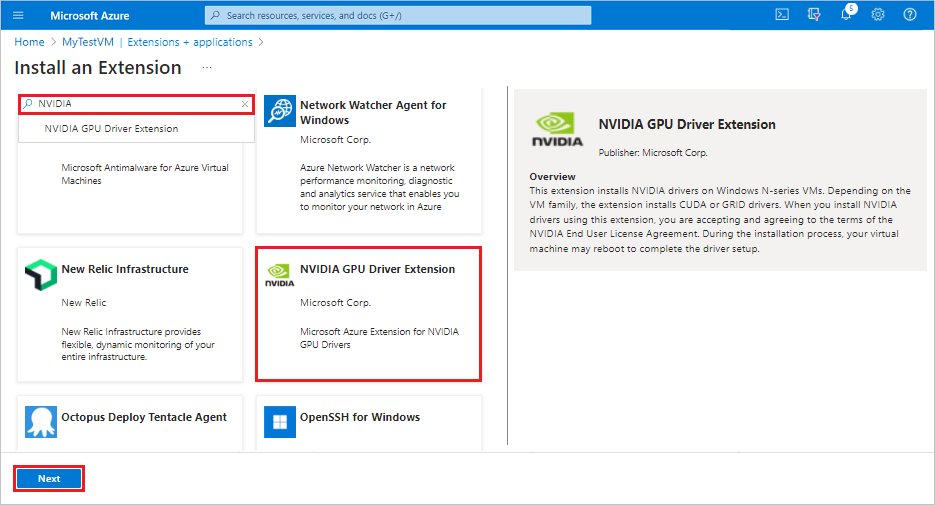 Microsoft Azure
Search resources, services, and docs (G+/)
5
Home > MyTestVM | Extensions + applications >
Install an Extension ...
NVIDIA
NVIDIA GPU Driver Extension
Microsoft Antimalware for Azure Virtual
Machines
Network Watcher Agent for
Windows
Microsoft Corp.
Azure Network Watcher is a network
performance monitoring, diagnostic
and analytics service that enables you
to monitor your network in Azure
New Relic Infrastructure
New Relic
New Relic Infrastructure provides
flexible, dynamic monitoring of your
entire infrastructure.
NVIDIA
NVIDIA GPU Driver Extension
Microsoft Corp.
Microsoft Azure Extension for NVIDIA
GPU Drivers
Octopus Deploy Tentacle Agent
OpenSSH for Windows
NVIDIA
NVIDIA GPU Driver Extension
Publisher: Microsoft Corp.
Overview
This extension installs NVIDIA drivers on Windows N-series VMs. Depending on the
VM family, the extension installs CUDA or GRID drivers. When you install NVIDIA
drivers using this extension, you are accepting and agreeing to the terms of the
NVIDIA End User License Agreement. During the installation process, your virtual
machine may reboot to complete the driver setup.
Next